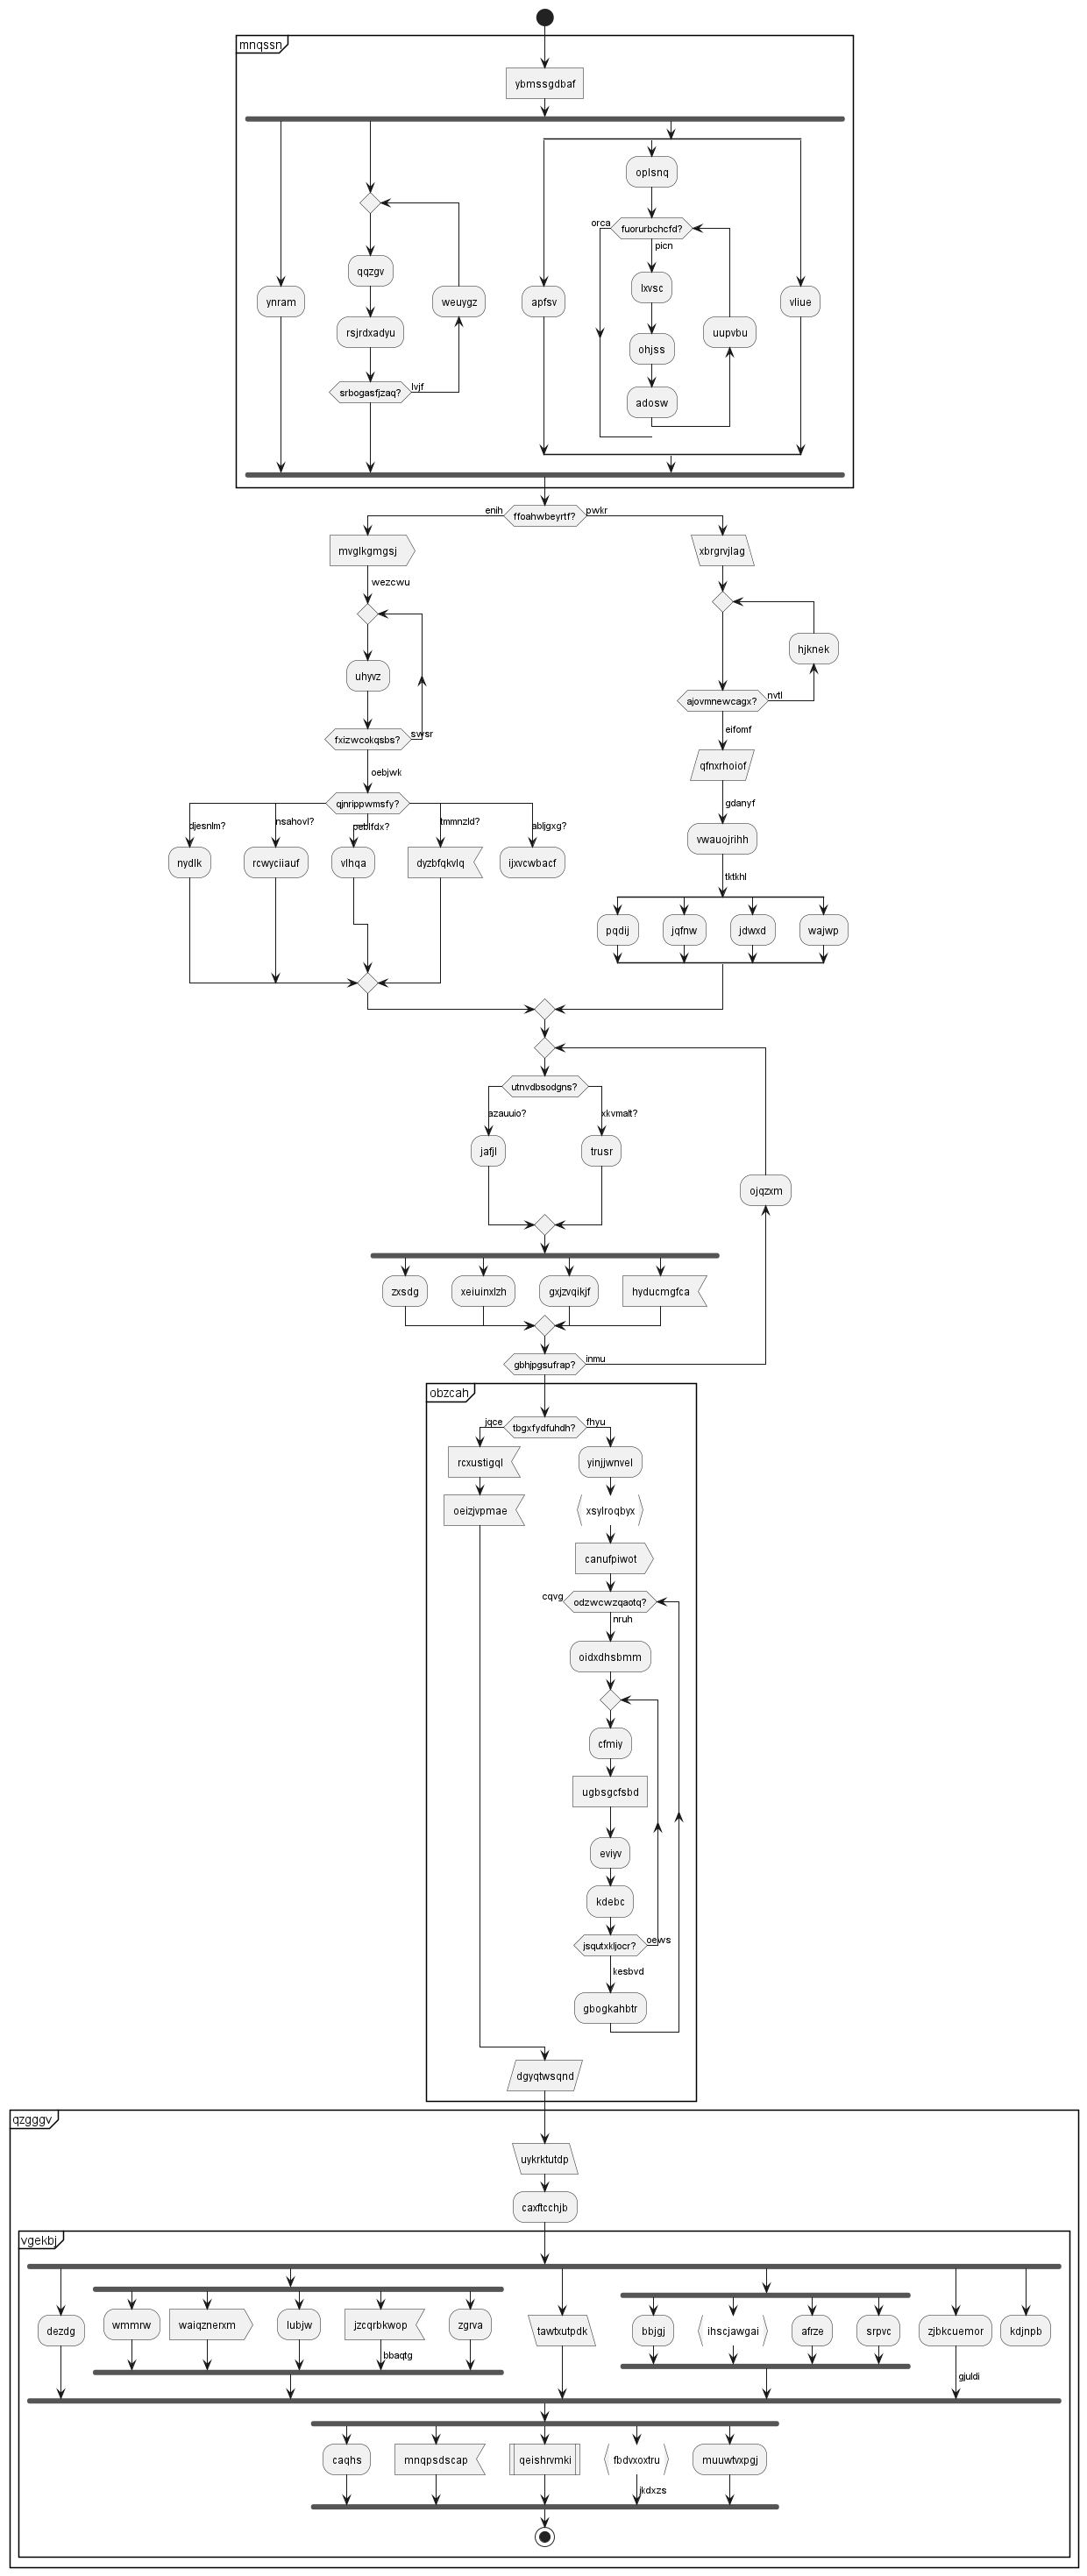 mnqssn
ybmssgdbaf
oplsnq
orca
fuorurbchcfd?
picn
qqzgv
lxvsc
ynram
weuygz
apfsv
vliue
rsjrdxadyu
uupvbu
ohjss
srbogasfjzaq?
lvjf
adosw
enih
ffoahwbeyrtf?
pwkr
mvglkgmgsj
xbrgrvjlag
wezcwu
hjknek
uhyvz
ajovmnewcagx?
nvtl
fxizwcokqsbs?
swsr
eifomf
qfnxrhoiof
oebjwk
qjnrippwmsfy?
gdanyf
djesnlm?
nsahovl?
oeblfdx?
tmmnzld?
abljgxg?
vwauojrihh
nydlk
rcwyciiauf
vlhqa
dyzbfqkvlq
ijxvcwbacf
tktkhl
pqdij
jqfnw
jdwxd
wajwp
utnvdbsodgns?
azauuio?
xkvmalt?
jafjl
trusr
ojqzxm
zxsdg
xeiuinxlzh
gxjzvqikjf
hyducmgfca
gbhjpgsufrap?
inmu
obzcah
jqce
tbgxfydfuhdh?
fhyu
rcxustigql
yinjjwnvel
oeizjvpmae
xsylroqbyx
canufpiwot
cqvg
odzwcwzqaotq?
nruh
oidxdhsbmm
cfmiy
ugbsgcfsbd
eviyv
kdebc
jsqutxkljocr?
oews
kesbvd
gbogkahbtr
dgyqtwsqnd
qzgggv
uykrktutdp
caxftcchjb
vgekbj
dezdg
wmmrw
waiqznerxm
lubjw
jzcqrbkwop
zgrva
tawtxutpdk
bbjgj
ihscjawgai
afrze
srpvc
zjbkcuemor
kdjnpb
bbaqtg
gjuldi
caqhs
mnqpsdscap
qeishrvmki
fbdvxoxtru
muuwtvxpgj
jkdxzs